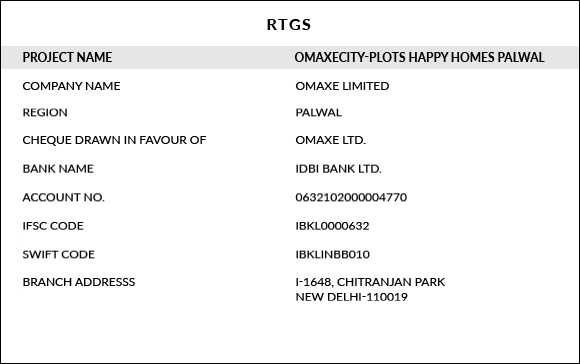 RTGS
PROJECT NAME OMAXECITY-PLOTS HAPPY HOMES PALWAL
COMPANY NAME OMAXE LIMITED
REGION PALWAL
CHEQUE DRAWN IN FAVOUR OF OMAXE LTD.
BANK NAME IDBI BANK LTD.
ACCOUNT NO. 0632102000004770
IFSC CODE IBKL0000632
SWIFT CODE IBKLINBB010
BRANCH ADDRESSS I-1648, CHITRANJAN PARK
NEW DELHI-110019